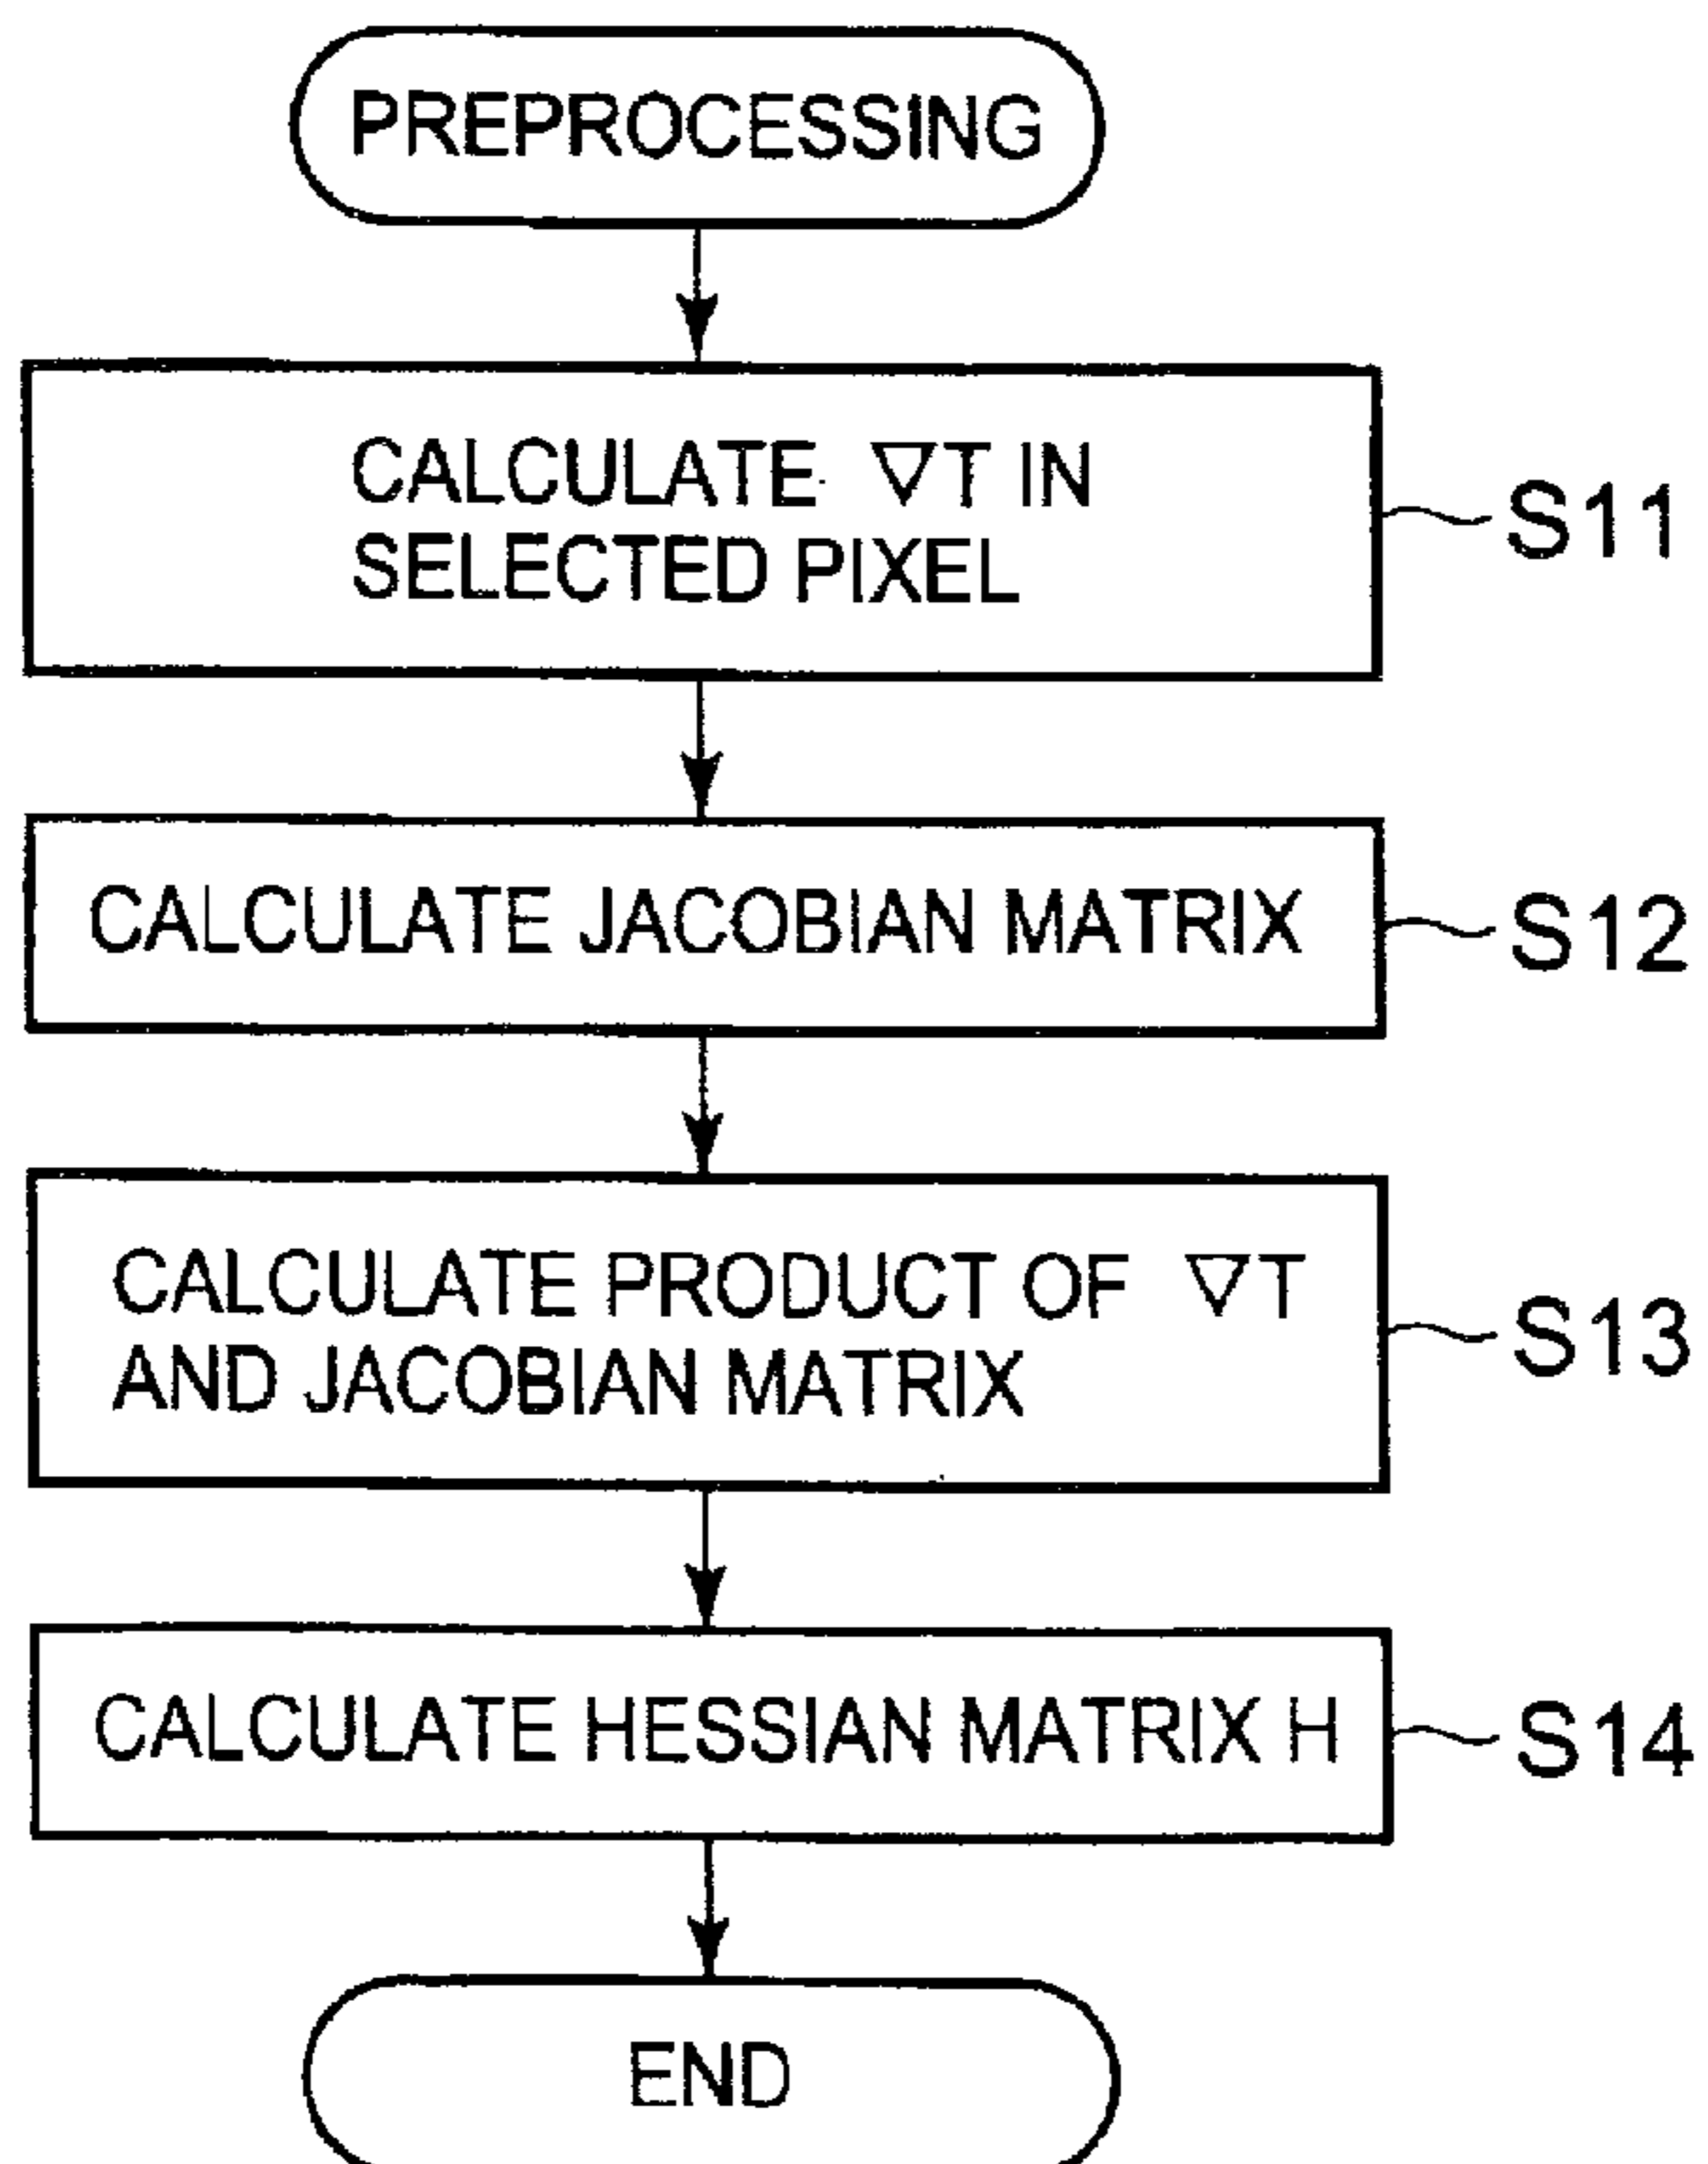 PREPROCESSING
CALCULATE ∇T IN
SELECTED PIXEL
S11
CALCULATE JACOBIAN MATRIX
S12
CALCULATE PRODUCT OF ∇T
AND JACOBIAN MATRIX
S13
CALCULATE HESSIAN MATRIX H
S14
END